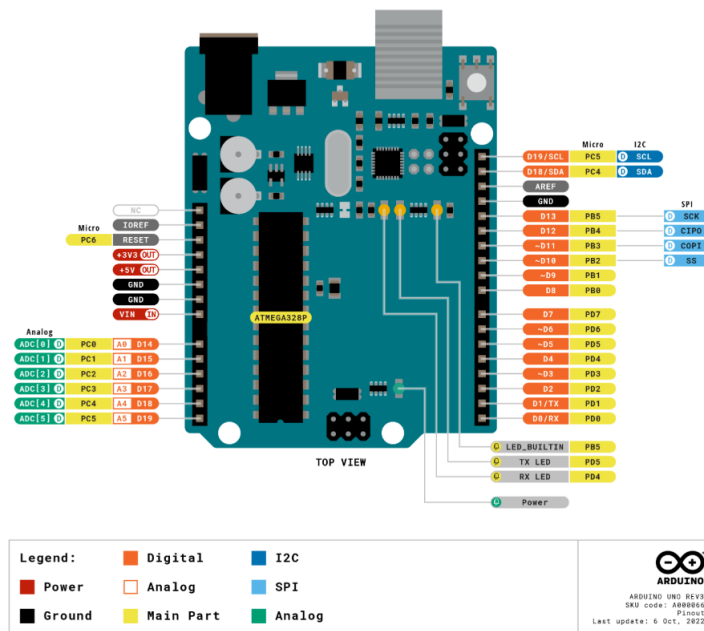 Micro I2C
D19/SCL PC5 D SCL
D18/SDA PC4 D SDA
AREF
GND
SPI
D13 PB5 D SCK
D12 PB4 D CIPO
~D11 PB3 D COPI
~D10 PB2 D SS
~D9 PB1
D8 PB0
D7 PD7
~D6 PD6
~D5 PD5
D4 PD4
~D3 PD3
D2 PD2
D1/TX PD1
D0/RX PD0
NC
IOREF
Micro
PC6 RESET
+3V3 OUT
+5V OUT
GND
GND
VIN IN
ATMEGA328P
Analog
ADC[0] D PC0 A0 D14
ADC[1] D PC1 A1 D15
ADC[2] D PC2 A2 D16
ADC[3] D PC3 A3 D17
ADC[4] D PC4 A4 D18
ADC[5] D PC5 A5 D19
LED_BUILTIN PB5
TX LED PD5
RX LED PD4
Power
TOP VIEW
Legend:
Power
Ground
Digital
Analog
Main Part
I2C
SPI
Analog
ARDUINO
ARDUINO UNO REV3
SKU code: A000066
Pinout
Last update: 6 Oct, 2022